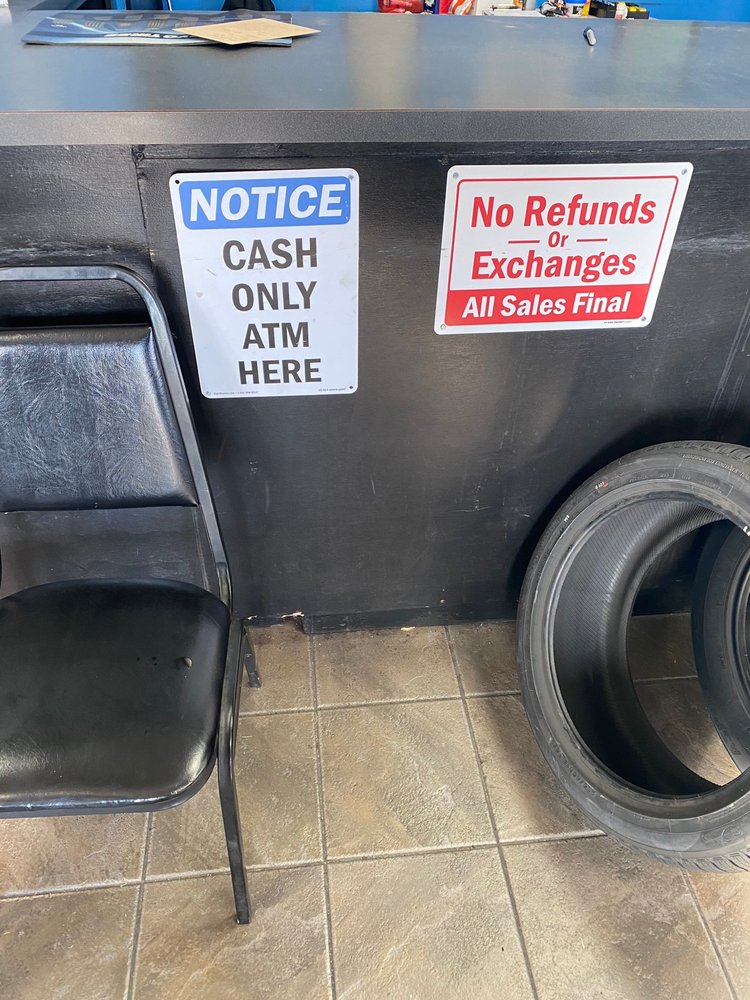 NOTICE
CASH
ONLY
ATM
HERE
No Refunds
Or
Exchanges
All Sales Final